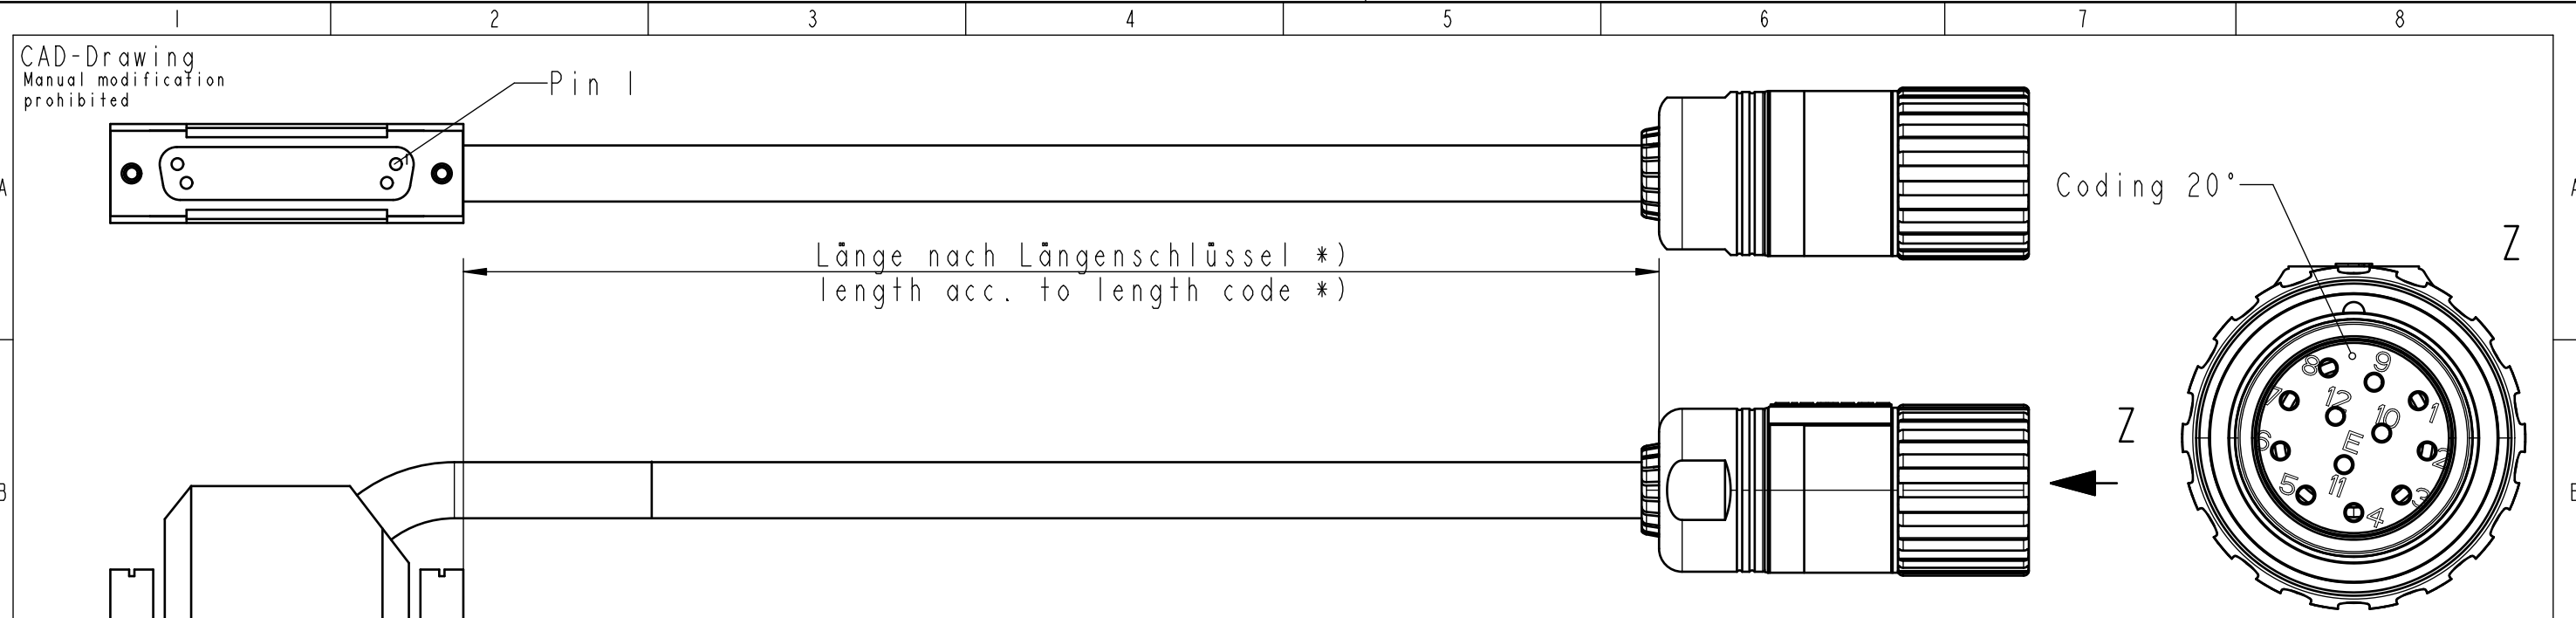 1 2 3 4 5 6 7 8
CAD-Drawing
Manual modification
prohibited
Pin 1
A
A
Coding 20°
Z
Länge nach Längenschlüssel *)
length acc. to length code *)
8 9
7 12 10 1
Z
6 E 2
5 11 3
4
B
B